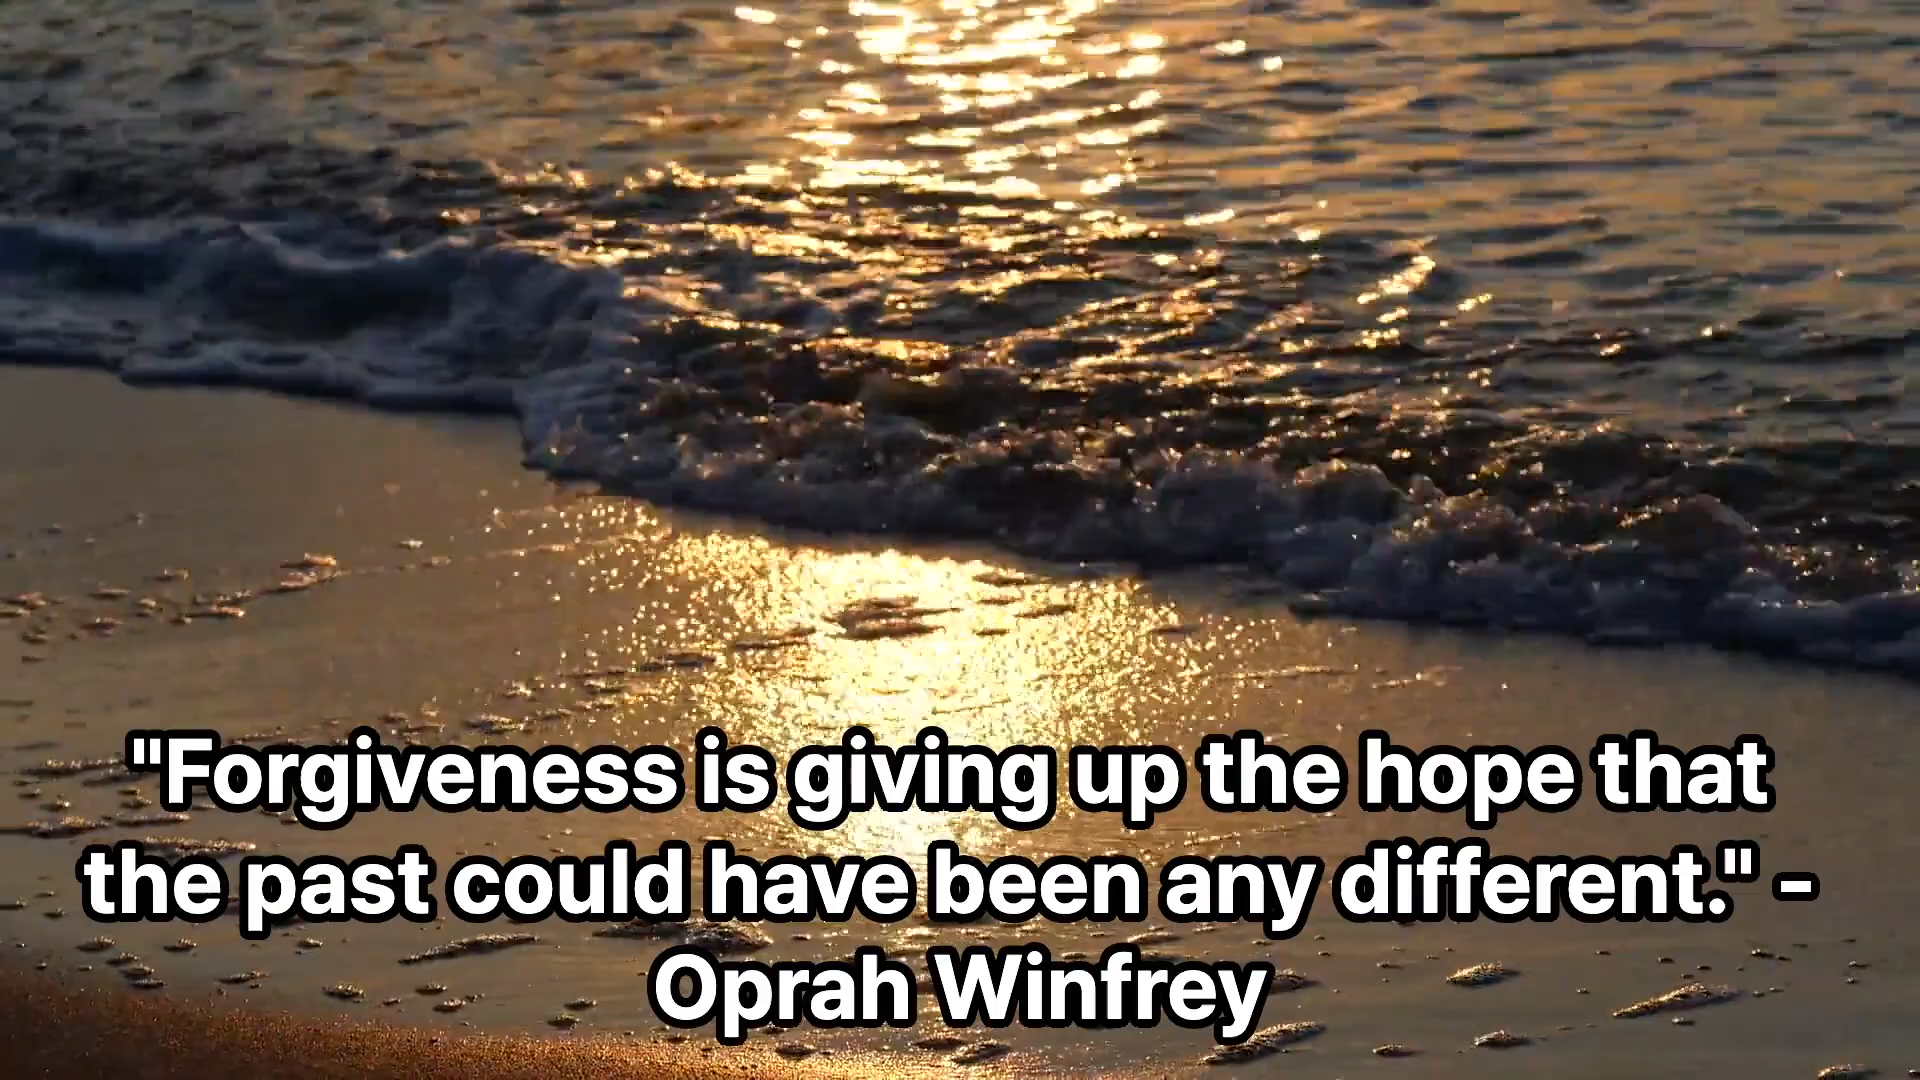 "Forgiveness is giving up the hope that
the past could have been any different." -
Oprah Winfrey